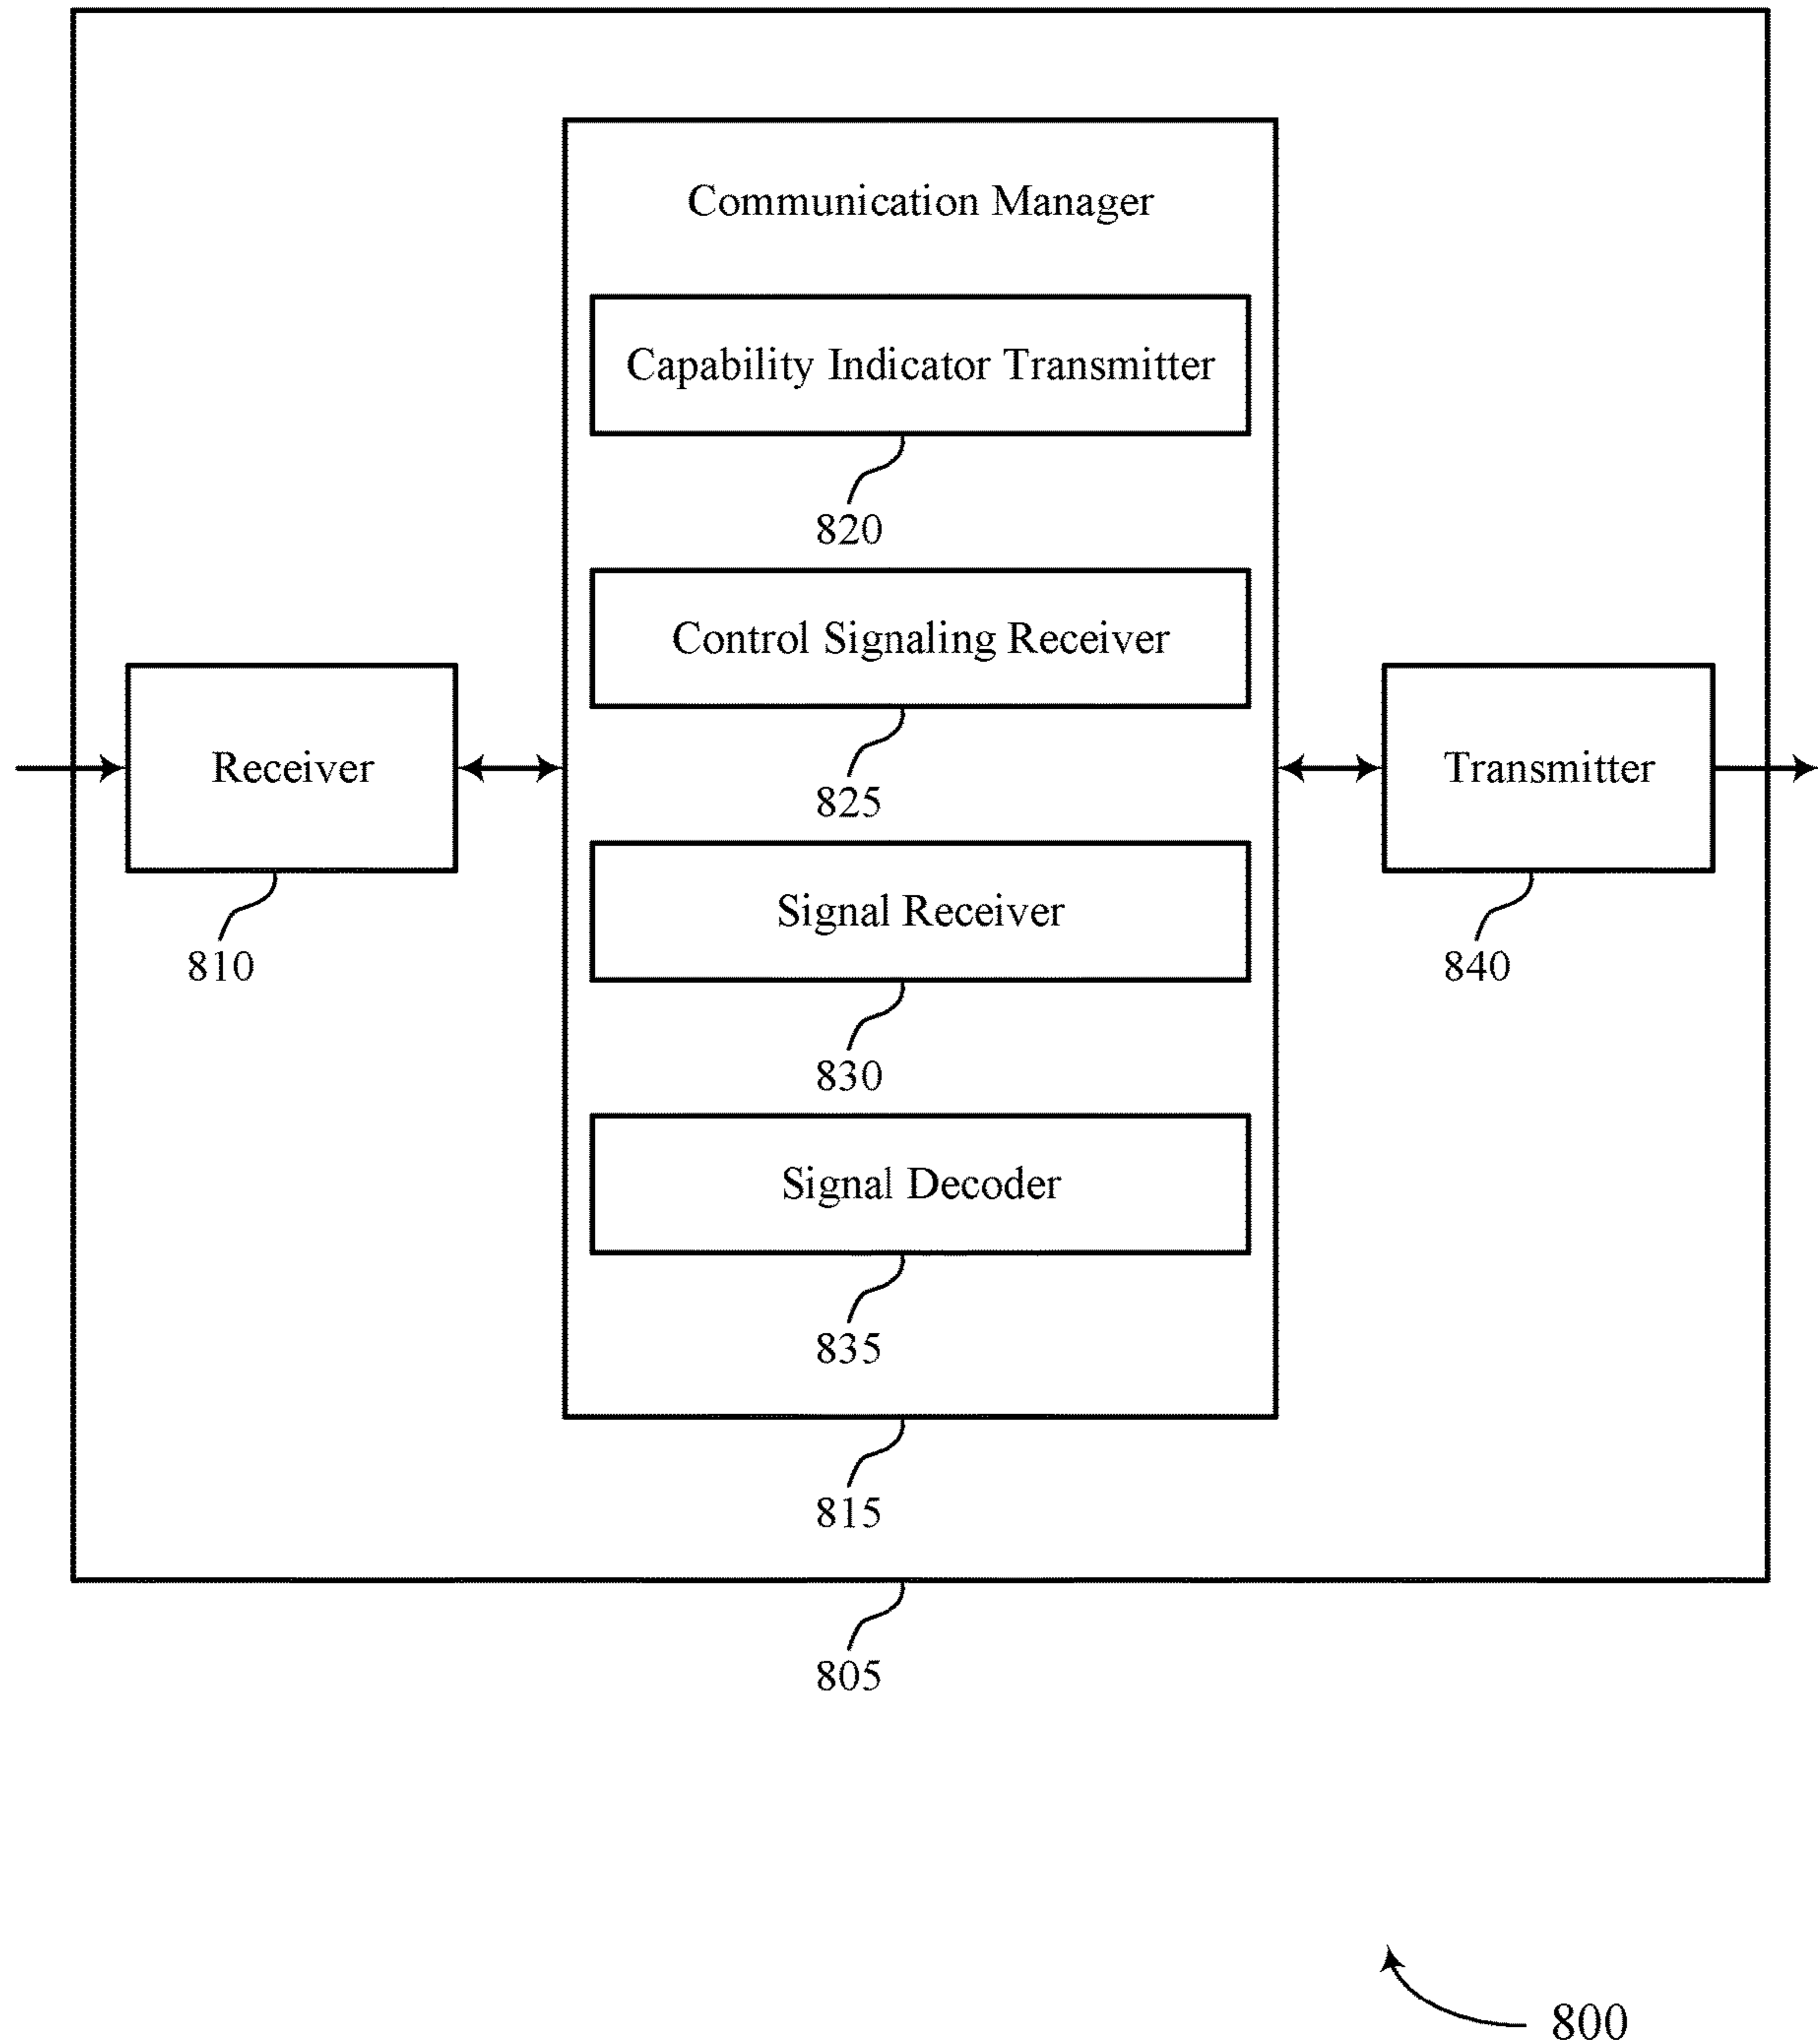 Communication Manager
Capability Indicator Transmitter
820
Control Signaling Receiver
825
Receiver
810
Transmitter
840
Signal Receiver
830
Signal Decoder
835
815
805
800